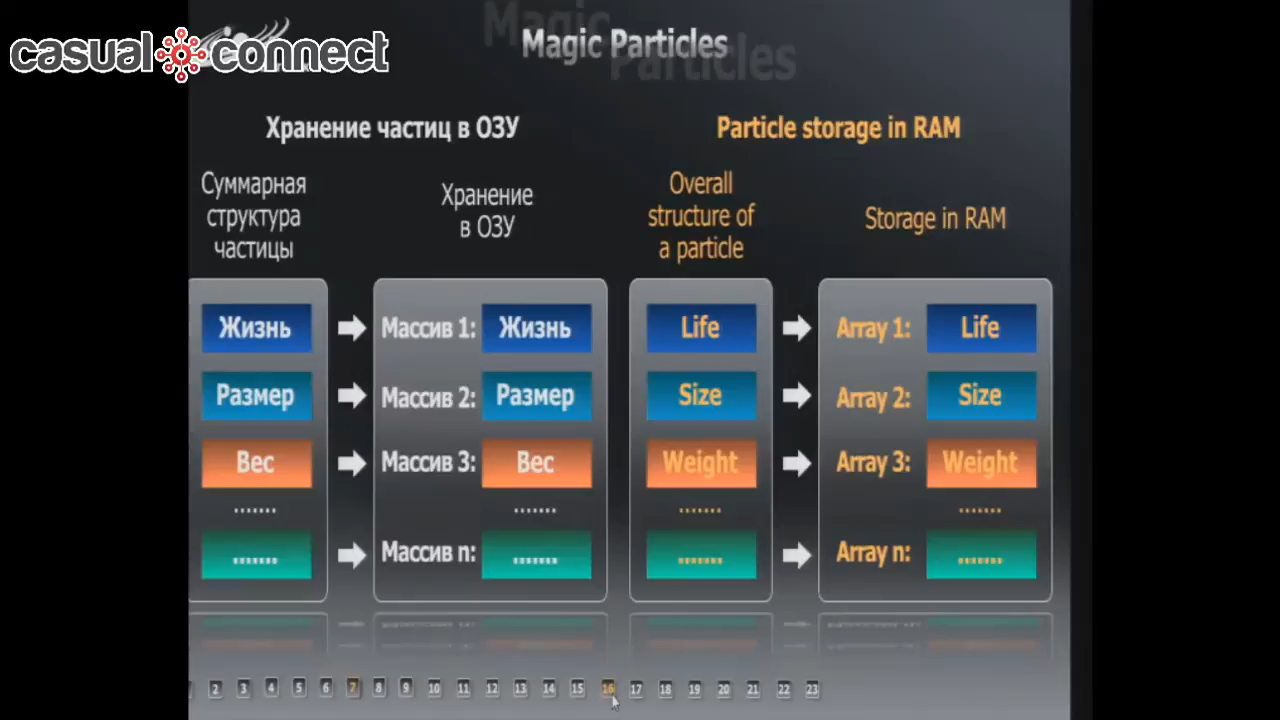 casual connect
Magic Particles
Magic Particles
Хранение частиц в ОЗУ
Суммарная
структура
частицы
Хранение
в ОЗУ
Жизнь
Массив 1: Жизнь
Размер
Массив 2: Размер
Вес
Массив 3: Вес
.......
.......
.......
Массив n: .......
Particle storage in RAM
Overall
structure of
a particle
Storage in RAM
Life
Array 1: Life
Size
Array 2: Size
Weight
Array 3: Weight
.......
.......
.......
Array n: .......
2 3 4 5 6 7 8 9 10 11 12 13 14 15 16 17 18 19 20 21 22 23